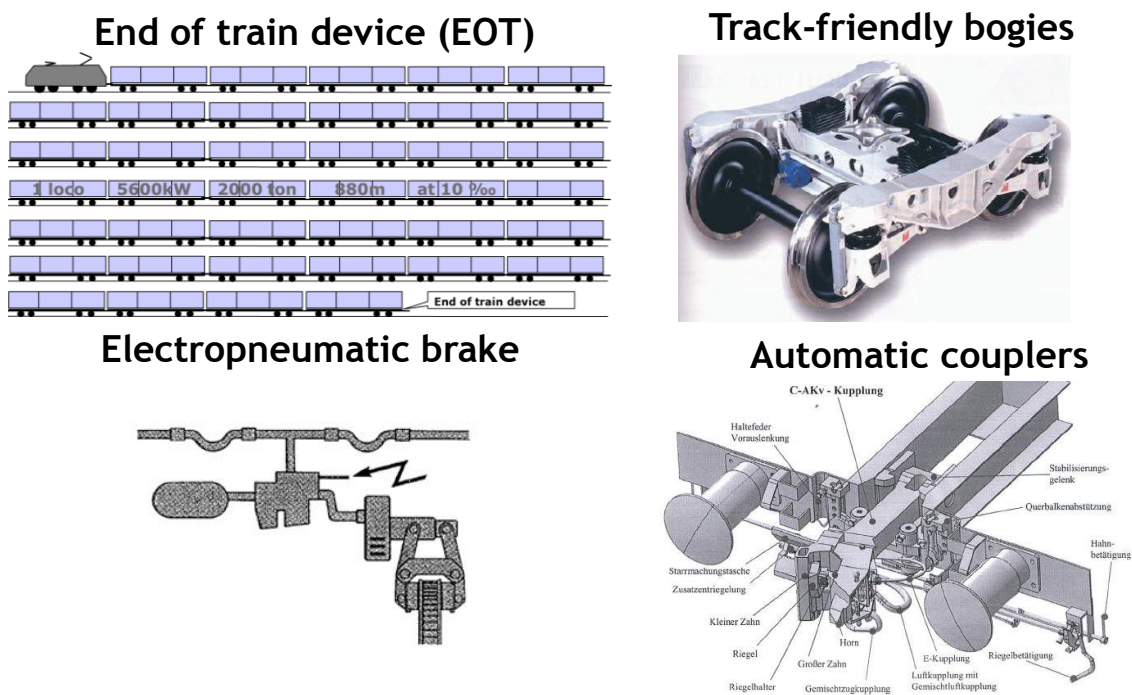 End of train device (EOT)
1 loco 5600kW 2000 ton 880m at 10 ‰
End of train device
Track-friendly bogies
Electropneumatic brake
Automatic couplers
C-AKv - Kupplung
Haltefeder
Vorauslenkung
Stabilisierungs-
gelenk
Querbalkenabstützung
Hahn-
betätigung
Starrmachungstasche
Zusatzentriegelung
Kleiner Zahn
Riegel
Riegelhalter
Großer Zahn
Horn
Gemischtzugkupplung
E-Kupplung
Luftkupplung mit
Gemischtluftkupplung
Riegelbetätigung